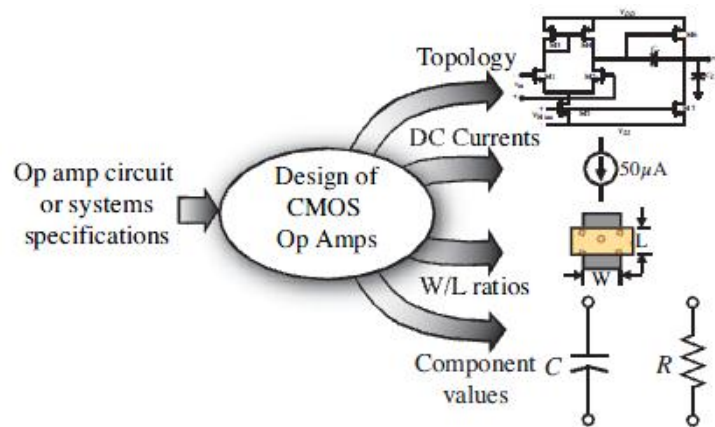 Op amp circuit
or systems
specifications
Design of
CMOS
Op Amps
Topology
DC Currents
50μA
W/L ratios
L
W
Component
values
C
R